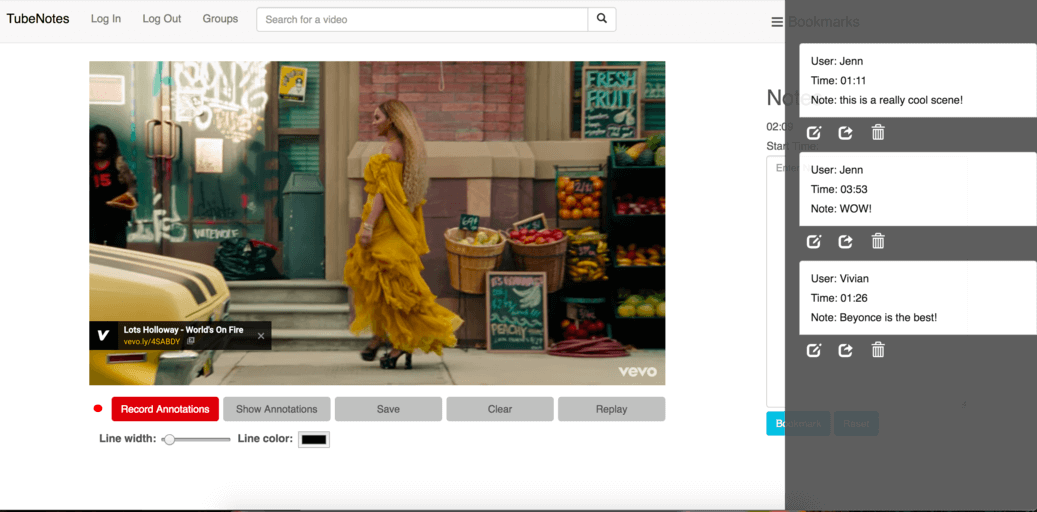 TubeNotes Log In Log Out Groups Search for a video Bookmarks
FRESH
FRUIT
15
Lots Holloway - World's On Fire
vevo.ly/4SABDY
vevo
Record Annotations Show Annotations Save Clear Replay
Line width: Line color:
02:09
Start Time:
User: Jenn
Time: 01:11
Note: this is a really cool scene!
User: Jenn
Time: 03:53
Note: WOW!
User: Vivian
Time: 01:26
Note: Beyonce is the best!
Bookmark Reset